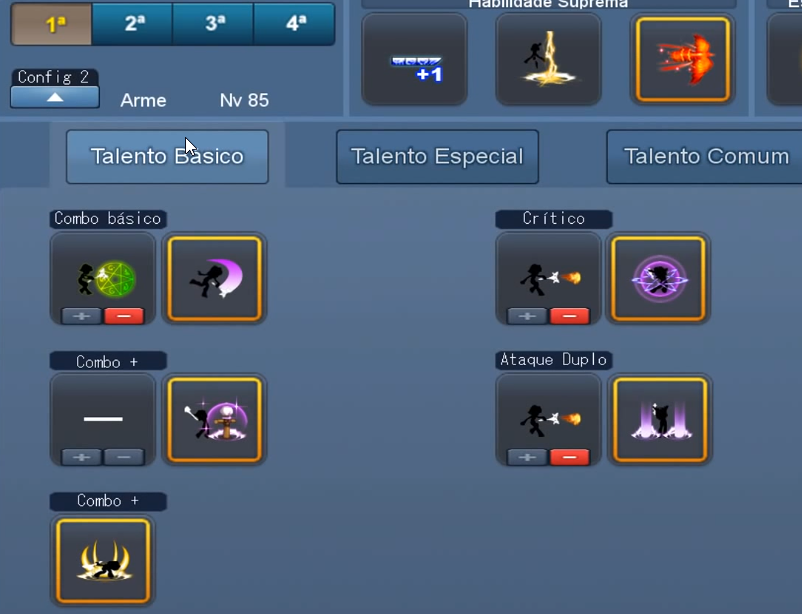 Habilidade Suprema
1ª 2ª 3ª 4ª
+1
Config 2
Arme Nv 85
Talento Básico Talento Especial Talento Comum
Combo básico Crítico
Combo + Ataque Duplo
Combo +